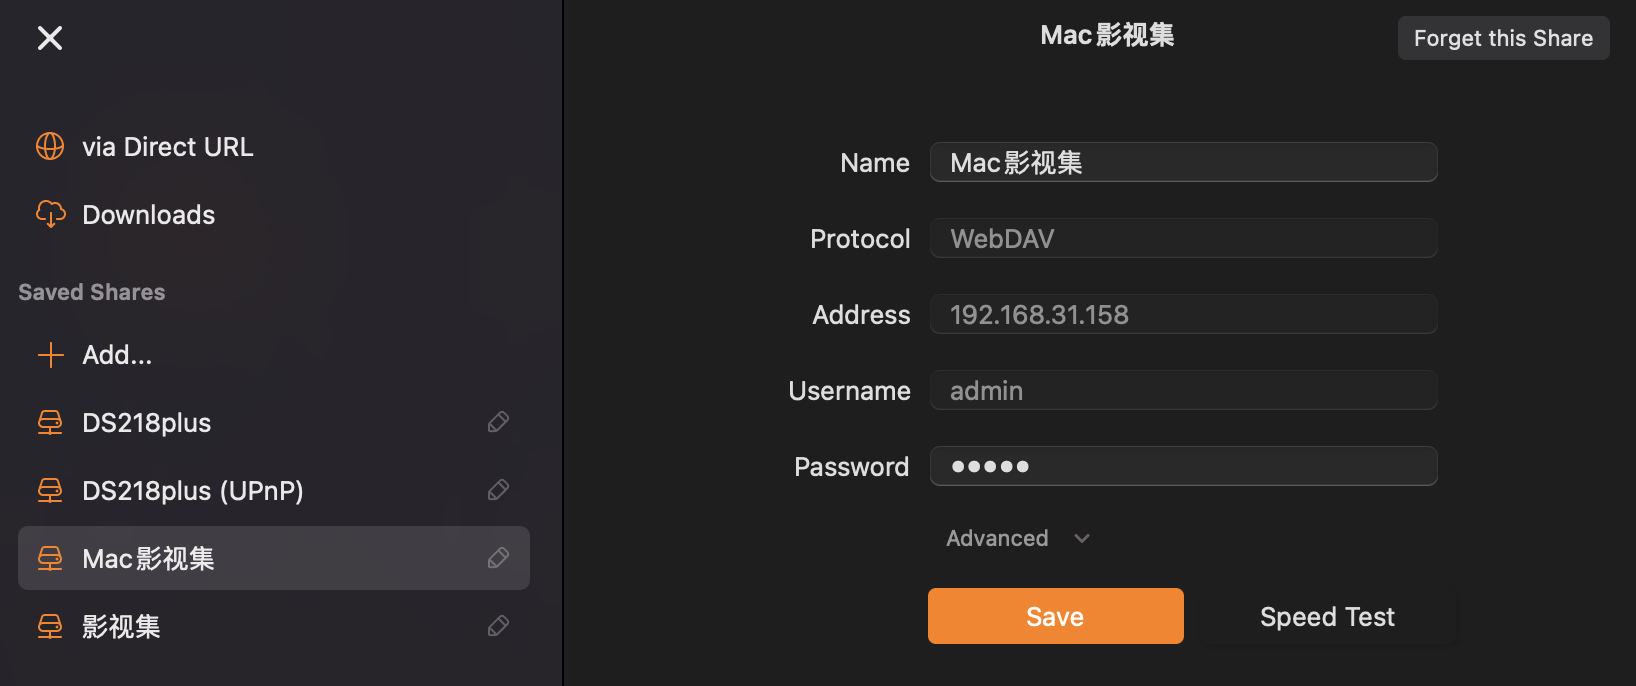 via Direct URL
Downloads
Saved Shares
Add...
DS218plus
DS218plus (UPnP)
Mac影视集
影视集
Mac影视集
Forget this Share
Name
Mac影视集
Protocol
WebDAV
Address
192.168.31.158
Username
admin
Password
•••••
Advanced
Save
Speed Test